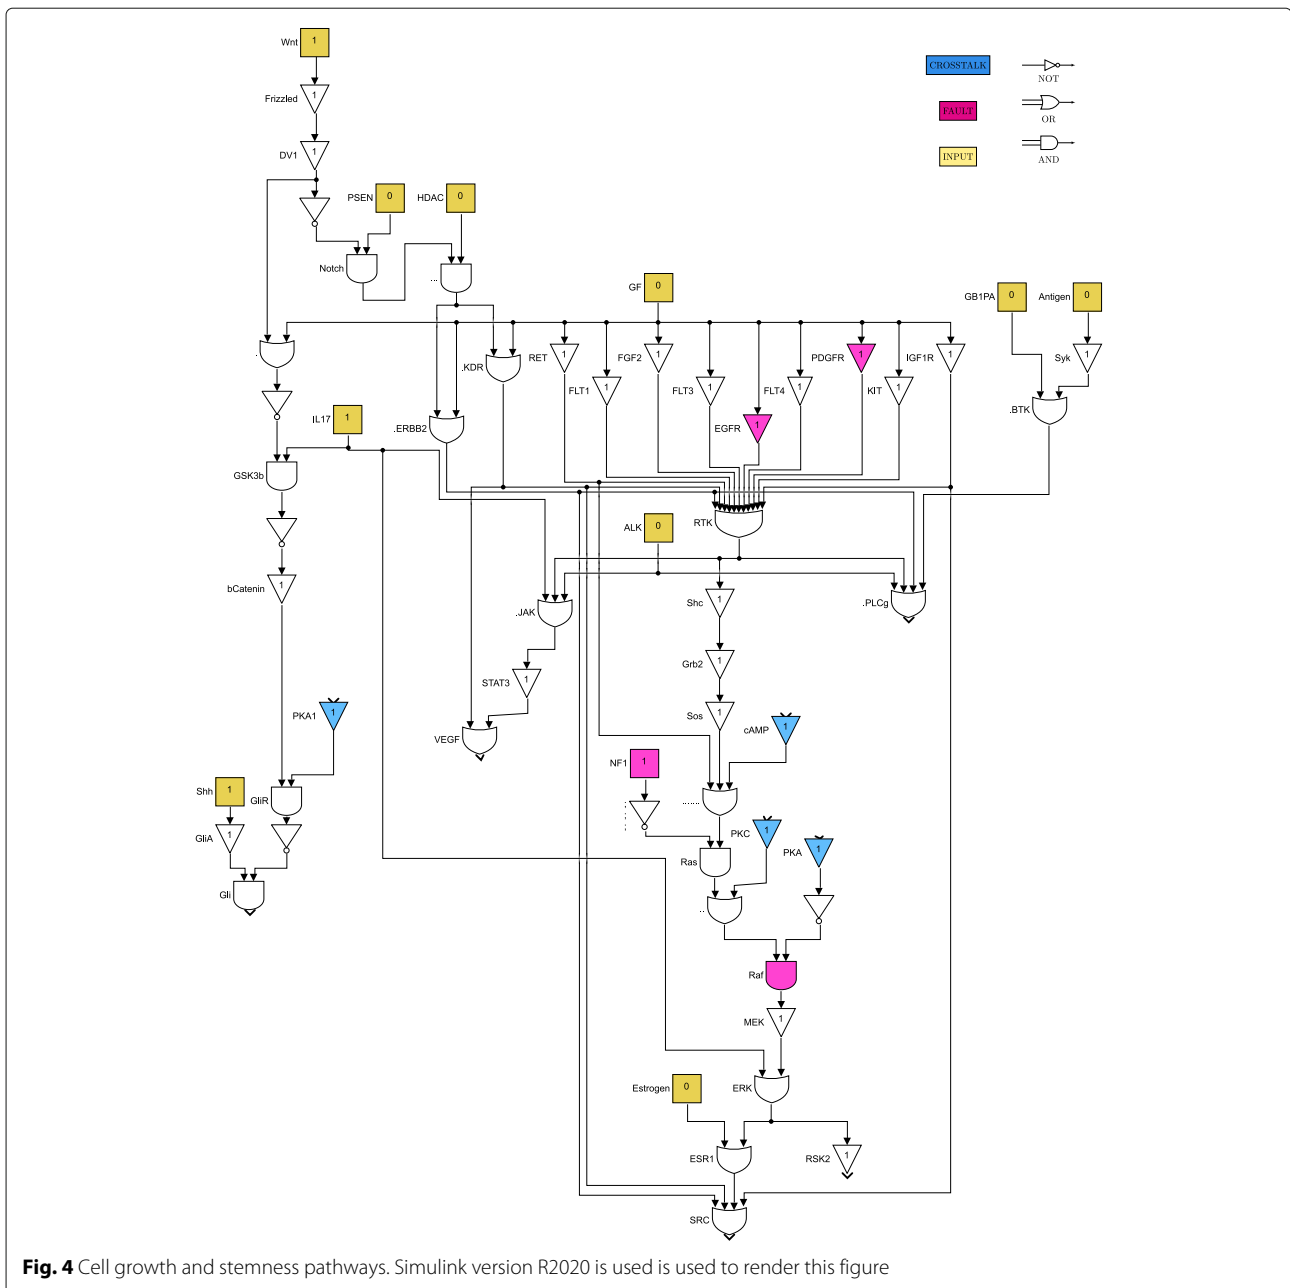 Wnt 1
CROSSTALK
NOT
Frizzled 1
FAULT
OR
DV1 1
INPUT
AND
PSEN 0 HDAC 0
Notch
...
GF 0
GB1PA 0 Antigen 0
.
.KDR
RET 1
FGF2 1
PDGFR 1
IGF1R 1
Syk 1
FLT1 1
FLT3 1
FLT4 1
KIT 1
IL17 1
.ERBB2
EGFR 1
.BTK
GSK3b
ALK 0
RTK
bCatenin 1
.JAK
Shc 1
.PLCg
Grb2 1
STAT3 1
PKA1 1
Sos 1
cAMP 1
VEGF
NF1 1
Shh 1
GliR
.......
GliA 1
PKC 1
PKA 1
Ras
Gli
..
Raf
MEK 1
Estrogen 0
ERK
ESR1
RSK2 1
SRC
Fig. 4 Cell growth and stemness pathways. Simulink version R2020 is used is used to render this figure